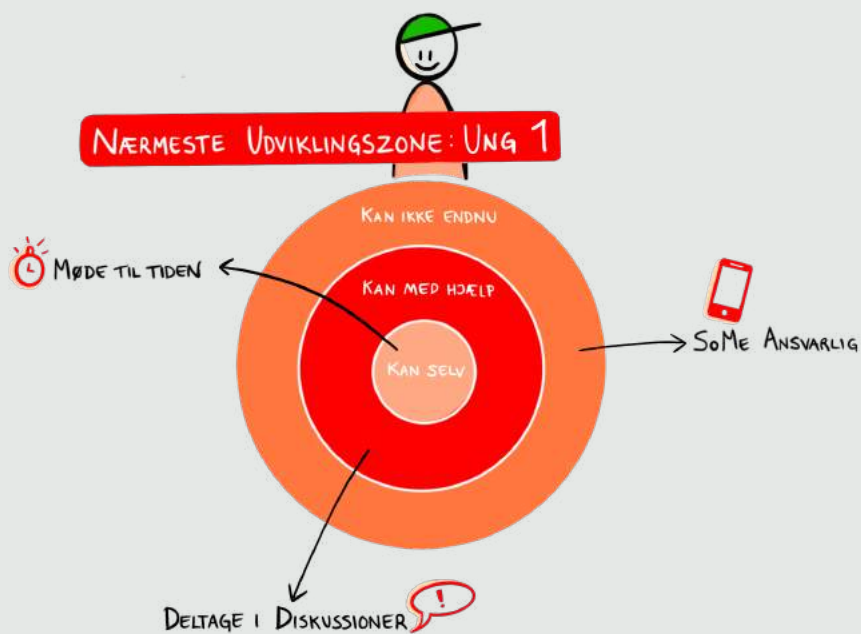 NÆRMESTE UDVIKLINGSZONE: UNG 1
KAN IKKE ENDNU
MØDE TIL TIDEN
KAN MED HJÆLP
SOME ANSVARLIG
KAN SELV
DELTAGE I DISKUSSIONER
!